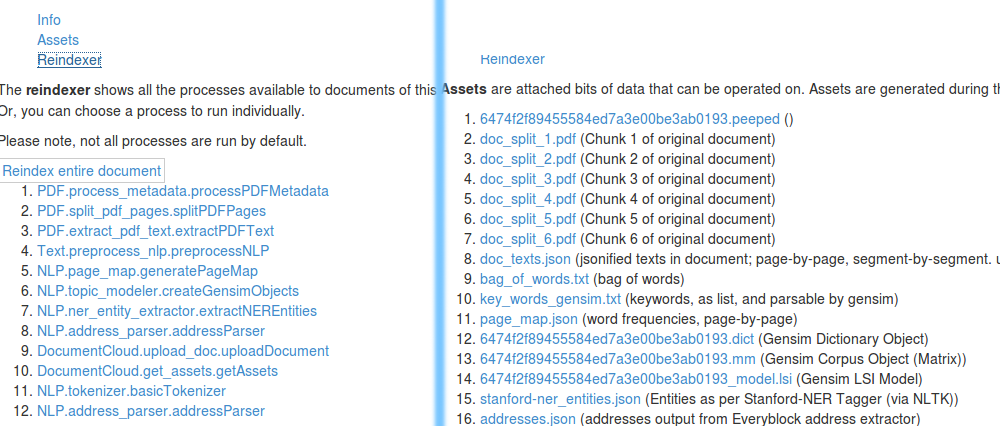 Info
Assets
Reindexer
The reindexer shows all the processes available to documents of this
Or, you can choose a process to run individually.
Please note, not all processes are run by default.
Reindex entire document
1. PDF.process_metadata.processPDFMetadata
2. PDF.split_pdf_pages.splitPDFPages
3. PDF.extract_pdf_text.extractPDFText
4. Text.preprocess_nlp.preprocessNLP
5. NLP.page_map.generatePageMap
6. NLP.topic_modeler.createGensimObjects
7. NLP.ner_entity_extractor.extractNEREntities
8. NLP.address_parser.addressParser
9. DocumentCloud.upload_doc.uploadDocument
10. DocumentCloud.get_assets.getAssets
11. NLP.tokenizer.basicTokenizer
12. NLP.address_parser.addressParser
Reindexer
Assets are attached bits of data that can be operated on. Assets are generated during
1. 6474f2f89455584ed7a3e00be3ab0193.peeped ()
2. doc_split_1.pdf (Chunk 1 of original document)
3. doc_split_2.pdf (Chunk 2 of original document)
4. doc_split_3.pdf (Chunk 3 of original document)
5. doc_split_4.pdf (Chunk 4 of original document)
6. doc_split_5.pdf (Chunk 5 of original document)
7. doc_split_6.pdf (Chunk 6 of original document)
8. doc_texts.json (jsonified texts in document; page-by-page, segment-by-segment.
9. bag_of_words.txt (bag of words)
10. key_words_gensim.txt (keywords, as list, and parsable by gensim)
11. page_map.json (word frequencies, page-by-page)
12. 6474f2f89455584ed7a3e00be3ab0193.dict (Gensim Dictionary Object)
13. 6474f2f89455584ed7a3e00be3ab0193.mm (Gensim Corpus Object (Matrix))
14. 6474f2f89455584ed7a3e00be3ab0193_model.lsi (Gensim LSI Model)
15. stanford-ner_entities.json (Entities as per Stanford-NER Tagger (via NLTK))
16. addresses.json (addresses output from Everyblock address extractor)